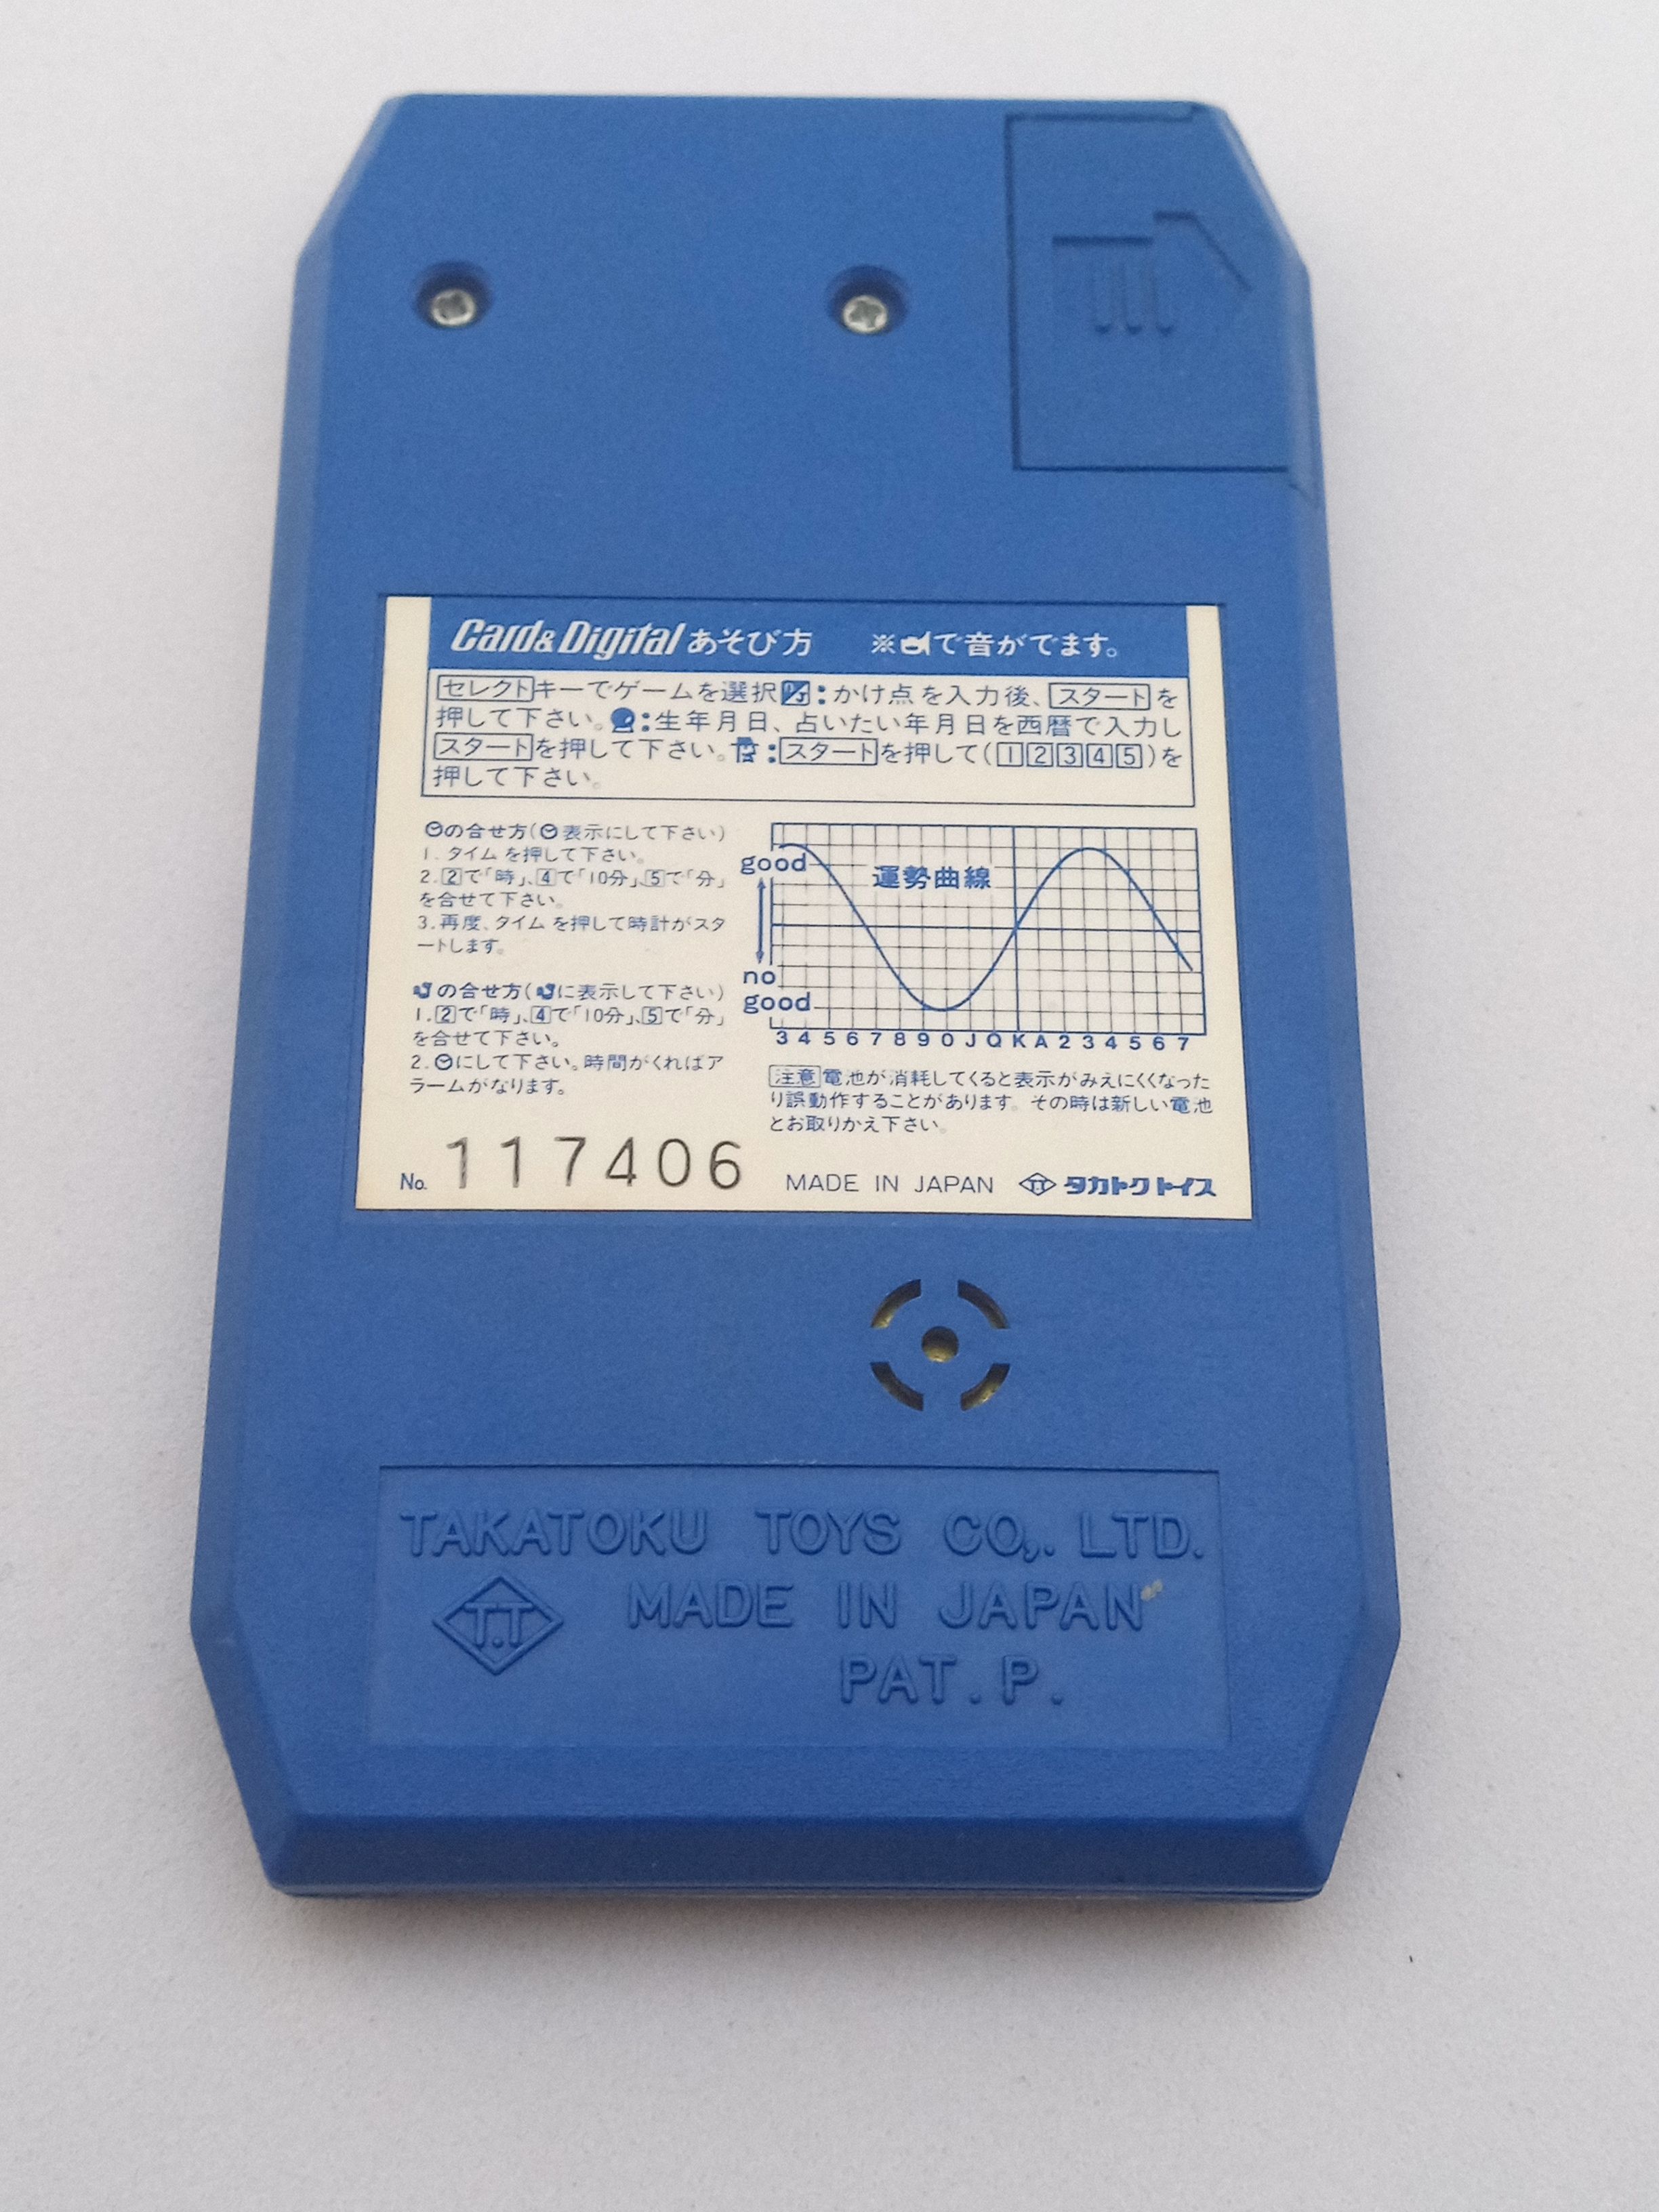 Card & Digital あそび方 ※で音がでます。
セレクトキーでゲームを選択:かけ点を入力後、スタートを
押して下さい。:生年月日、占いたい年月日を西暦で入力し
スタートを押して下さい。:スタートを押して(12345)を
押して下さい。
の合せ方(表示にして下さい)
1. タイム を押して下さい。
2. 2で「時」、4で「10分」、5で「分」
を合せて下さい。
3. 再度、タイム を押して時計がスタ
ートします。
の合せ方(に表示して下さい)
1. 2で「時」、4で「10分」、5で「分」
を合せて下さい。
2. にして下さい。時間がくればア
ラームがなります。
good
運勢曲線
no
good
3 4 5 6 7 8 9 0 J Q K A 2 3 4 5 6 7
注意電池が消耗してくると表示がみえにくくなった
り誤動作することがあります。その時は新しい電池
とお取りかえ下さい。
No. 117406 MADE IN JAPAN T.T タカトクトイス
TAKATOKU TOYS CO,. LTD.
T.T MADE IN JAPAN
PAT. P.